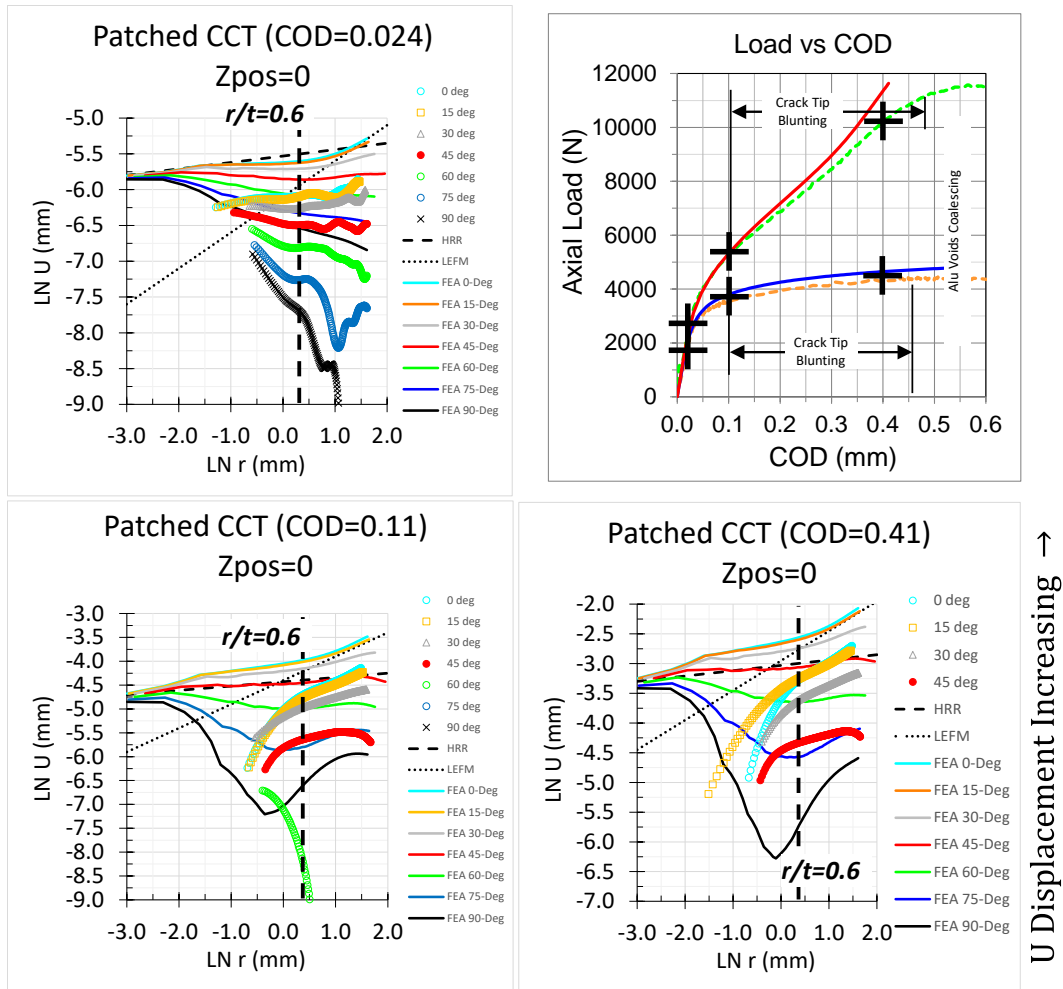 Patched CCT (COD=0.024)
Zpos=0
r/t=0.6
-5.0
-5.5
-6.0
-6.5
-7.0
-7.5
-8.0
-8.5
-9.0
LN U (mm)
-3.0 -2.0 -1.0 0.0 1.0 2.0
LN r (mm)
0 deg
15 deg
30 deg
45 deg
60 deg
75 deg
90 deg
HRR
LEFM
FEA 0-Deg
FEA 15-Deg
FEA 30-Deg
FEA 45-Deg
FEA 60-Deg
FEA 75-Deg
FEA 90-Deg
Load vs COD
12000
10000
8000
6000
4000
2000
0
Axial Load (N)
Crack Tip
Blunting
Crack Tip
Blunting
Alu Voids Coalescing
0.0 0.1 0.2 0.3 0.4 0.5 0.6
COD (mm)
Patched CCT (COD=0.11)
Zpos=0
r/t=0.6
-3.0
-3.5
-4.0
-4.5
-5.0
-5.5
-6.0
-6.5
-7.0
-7.5
-8.0
-8.5
-9.0
LN U (mm)
-3.0 -2.0 -1.0 0.0 1.0 2.0
LN r (mm)
0 deg
15 deg
30 deg
45 deg
60 deg
75 deg
90 deg
HRR
LEFM
FEA 0-Deg
FEA 15-Deg
FEA 30-Deg
FEA 45-Deg
FEA 60-Deg
FEA 75-Deg
FEA 90-Deg
Patched CCT (COD=0.41)
Zpos=0
-2.0
-2.5
-3.0
-3.5
-4.0
-4.5
-5.0
-5.5
-6.0
-6.5
-7.0
LN U (mm)
r/t=0.6
-3.0 -2.0 -1.0 0.0 1.0 2.0
LN r (mm)
0 deg
15 deg
30 deg
45 deg
HRR
LEFM
FEA 0-Deg
FEA 15-Deg
FEA 30-Deg
FEA 45-Deg
FEA 60-Deg
FEA 75-Deg
FEA 90-Deg
U Displacement Increasing →